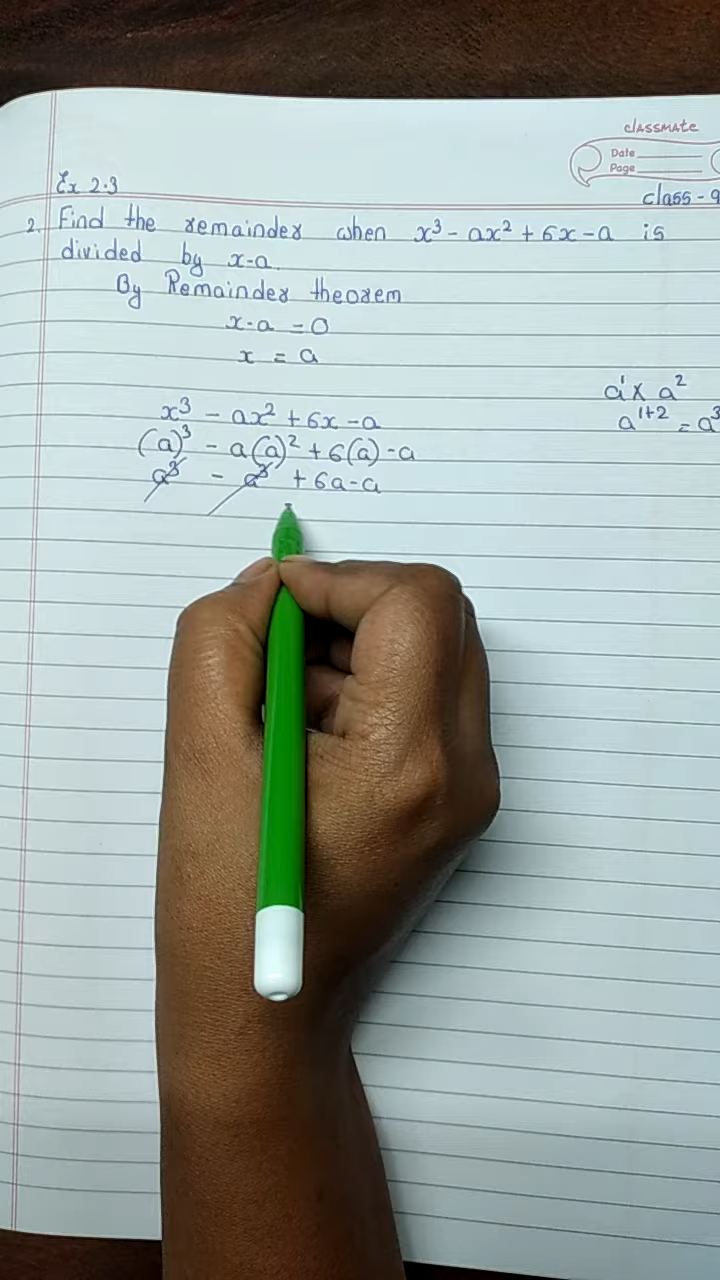 classmate
Date
Page
Ex 2.3
class - 9
2. Find the remainder when x³ - ax² + 6x - a is
divided by x-a.
By Remainder theorem
x-a = 0
x = a
a¹ x a²
a¹⁺² = a³
x³ - ax² + 6x - a
(a)³ - a(a)² + 6(a) - a
a³ - a³ + 6a - a